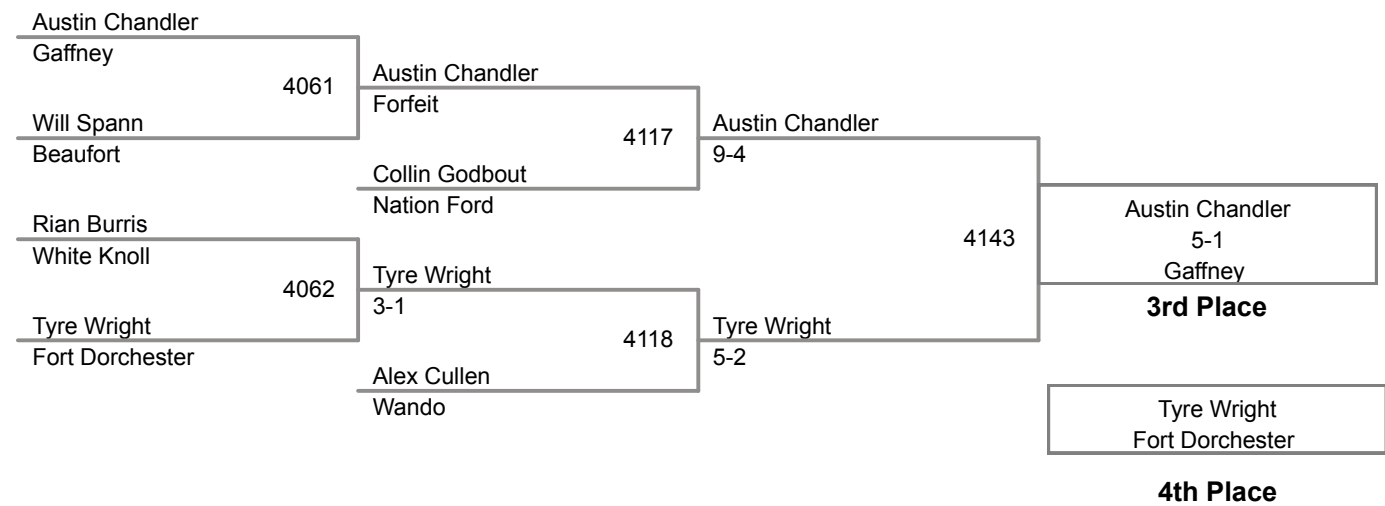 Austin Chandler
Gaffney
4061
Will Spann
Beaufort
Rian Burris
White Knoll
4062
Tyre Wright
Fort Dorchester
Austin Chandler
Forfeit
4117
Collin Godbout
Nation Ford
Tyre Wright
3-1
4118
Alex Cullen
Wando
Austin Chandler
9-4
4143
Tyre Wright
5-2
Austin Chandler
5-1
Gaffney
3rd Place
Tyre Wright
Fort Dorchester
4th Place